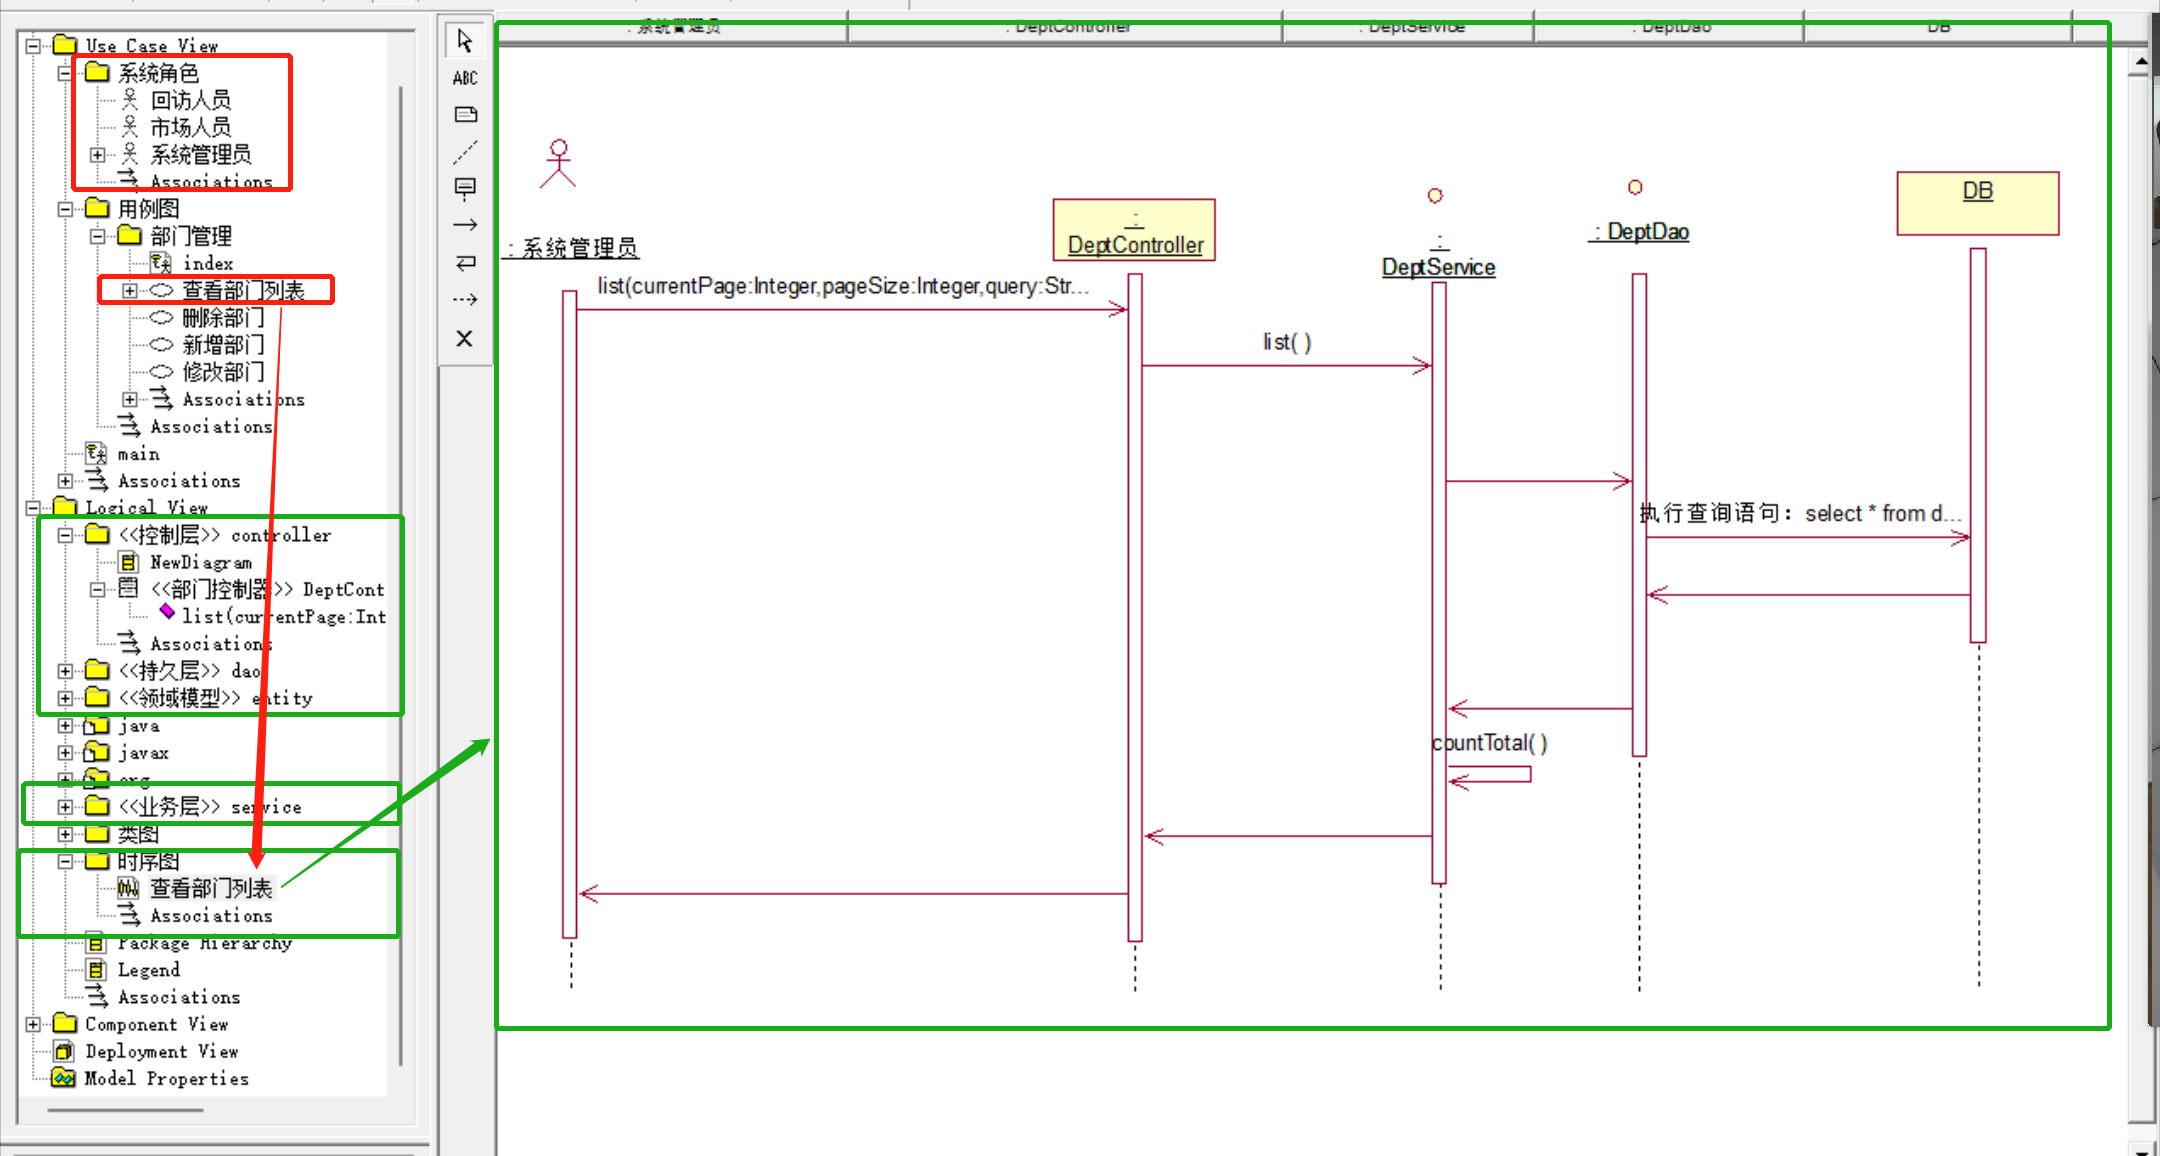 Use Case View
系统角色
回访人员
市场人员
系统管理员
Associations
用例图
部门管理
index
查看部门列表
删除部门
新增部门
修改部门
Associations
Associations
main
Associations
Logical View
<<控制层>> controller
NewDiagram
<<部门控制器>> DeptCont
list(currentPage:Int
Associations
<<持久层>> dao
<<领域模型>> entity
java
javax
org
<<业务层>> service
类图
时序图
查看部门列表
Associations
Package Hierarchy
Legend
Associations
Component View
Deployment View
Model Properties
ABC
: 系统管理员
: DeptController
: DeptService
: DeptDao
DB
: 系统管理员
:
DeptController
:
DeptService
: DeptDao
DB
list(currentPage:Integer,pageSize:Integer,query:Str...
list( )
执行查询语句：select * from d...
countTotal( )